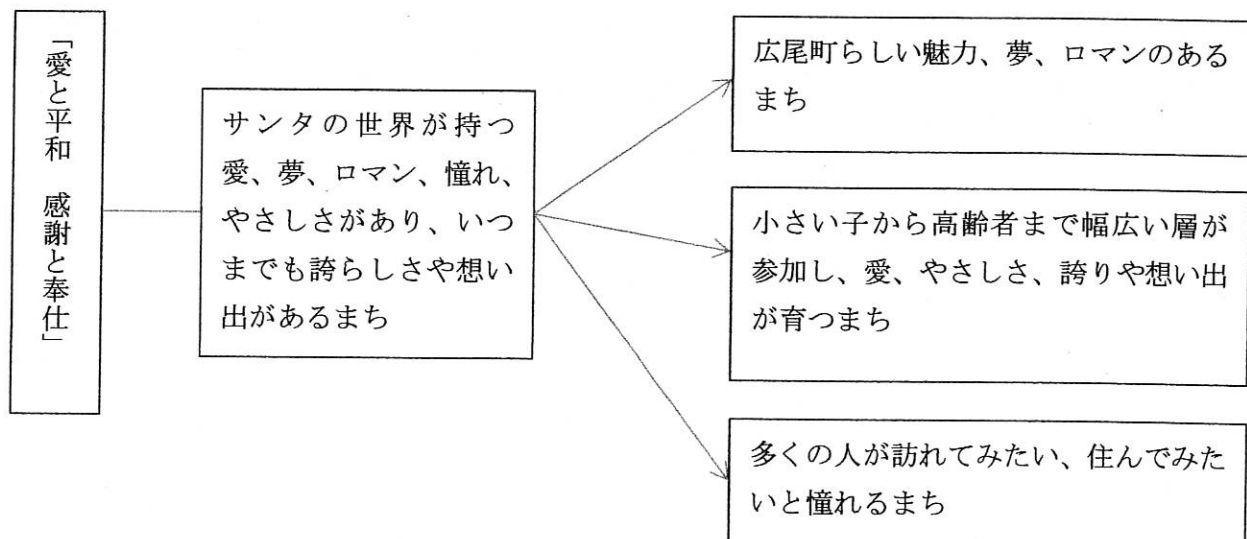 「愛と平和　感謝と奉仕」
サンタの世界が持つ
愛、夢、ロマン、憧れ、
やさしさがあり、いつ
までも誇らしさや想い
出があるまち
広尾町らしい魅力、夢、ロマンのある
まち
小さい子から高齢者まで幅広い層が
参加し、愛、やさしさ、誇りや想い出
が育つまち
多くの人が訪れてみたい、住んでみた
いと憧れるまち